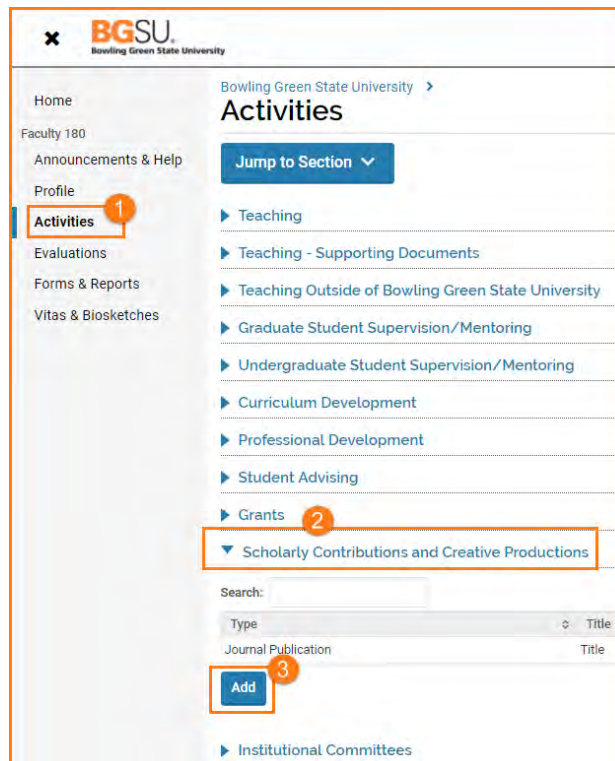 BGSU.
Bowling Green State University
Home
Faculty 180
Announcements & Help
Profile
Activities
1
Evaluations
Forms & Reports
Vitas & Biosketches
Bowling Green State University >
Activities
Jump to Section
Teaching
Teaching - Supporting Documents
Teaching Outside of Bowling Green State University
Graduate Student Supervision/Mentoring
Undergraduate Student Supervision/Mentoring
Curriculum Development
Professional Development
Student Advising
Grants
2
Scholarly Contributions and Creative Productions
Search:
Type Title
Journal Publication Title
3
Add
Institutional Committees